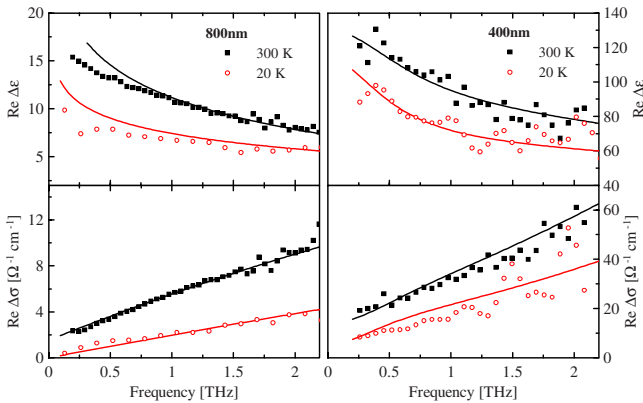 800nm
300 K
20 K
400nm
300 K
20 K
Re Δε
20
15
10
5
140
120
100
80
60
40
Re Δε
Re Δσ [Ω⁻¹ cm⁻¹]
12
8
4
0
60
40
20
0
Re Δσ [Ω⁻¹ cm⁻¹]
0 0.5 1 1.5 2
0 0.5 1 1.5 2
Frequency [THz]
Frequency [THz]